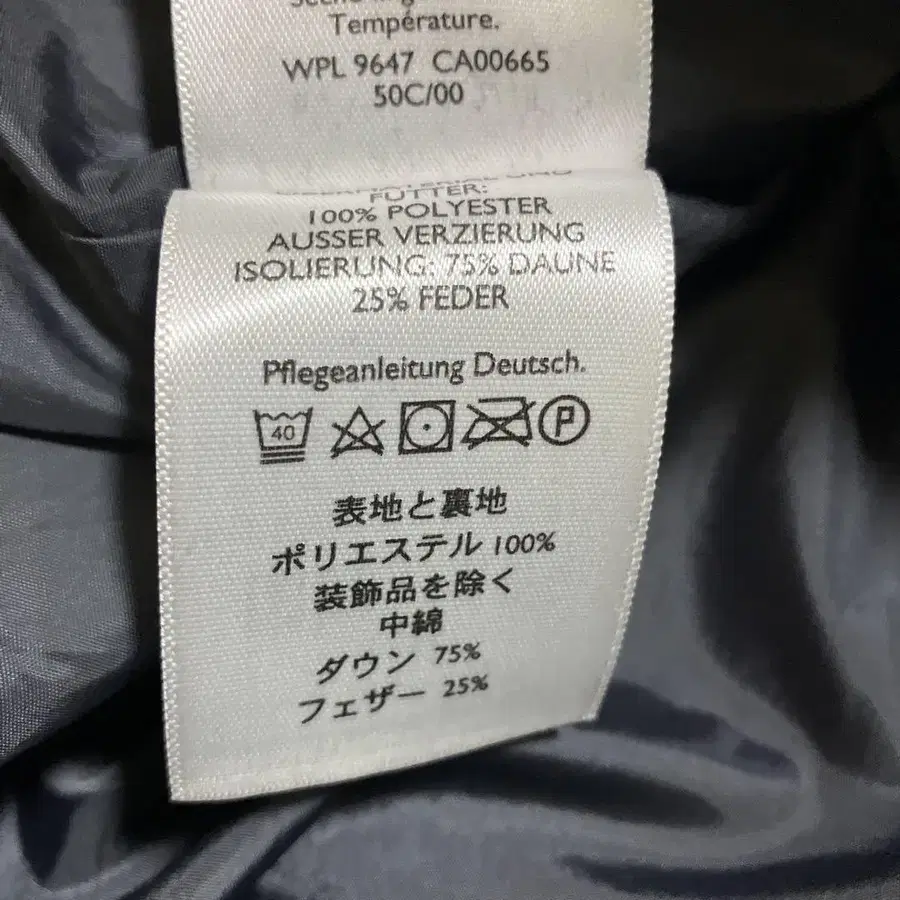 Température.
WPL 9647 CA00665
50C/00
FUTTER:
100% POLYESTER
AUSSER VERZIERUNG
ISOLIERUNG: 75% DAUNE
25% FEDER
Pflegeanleitung Deutsch.
40 P
表地と裏地
ポリエステル 100%
装飾品を除く
中綿
ダウン 75%
フェザー 25%